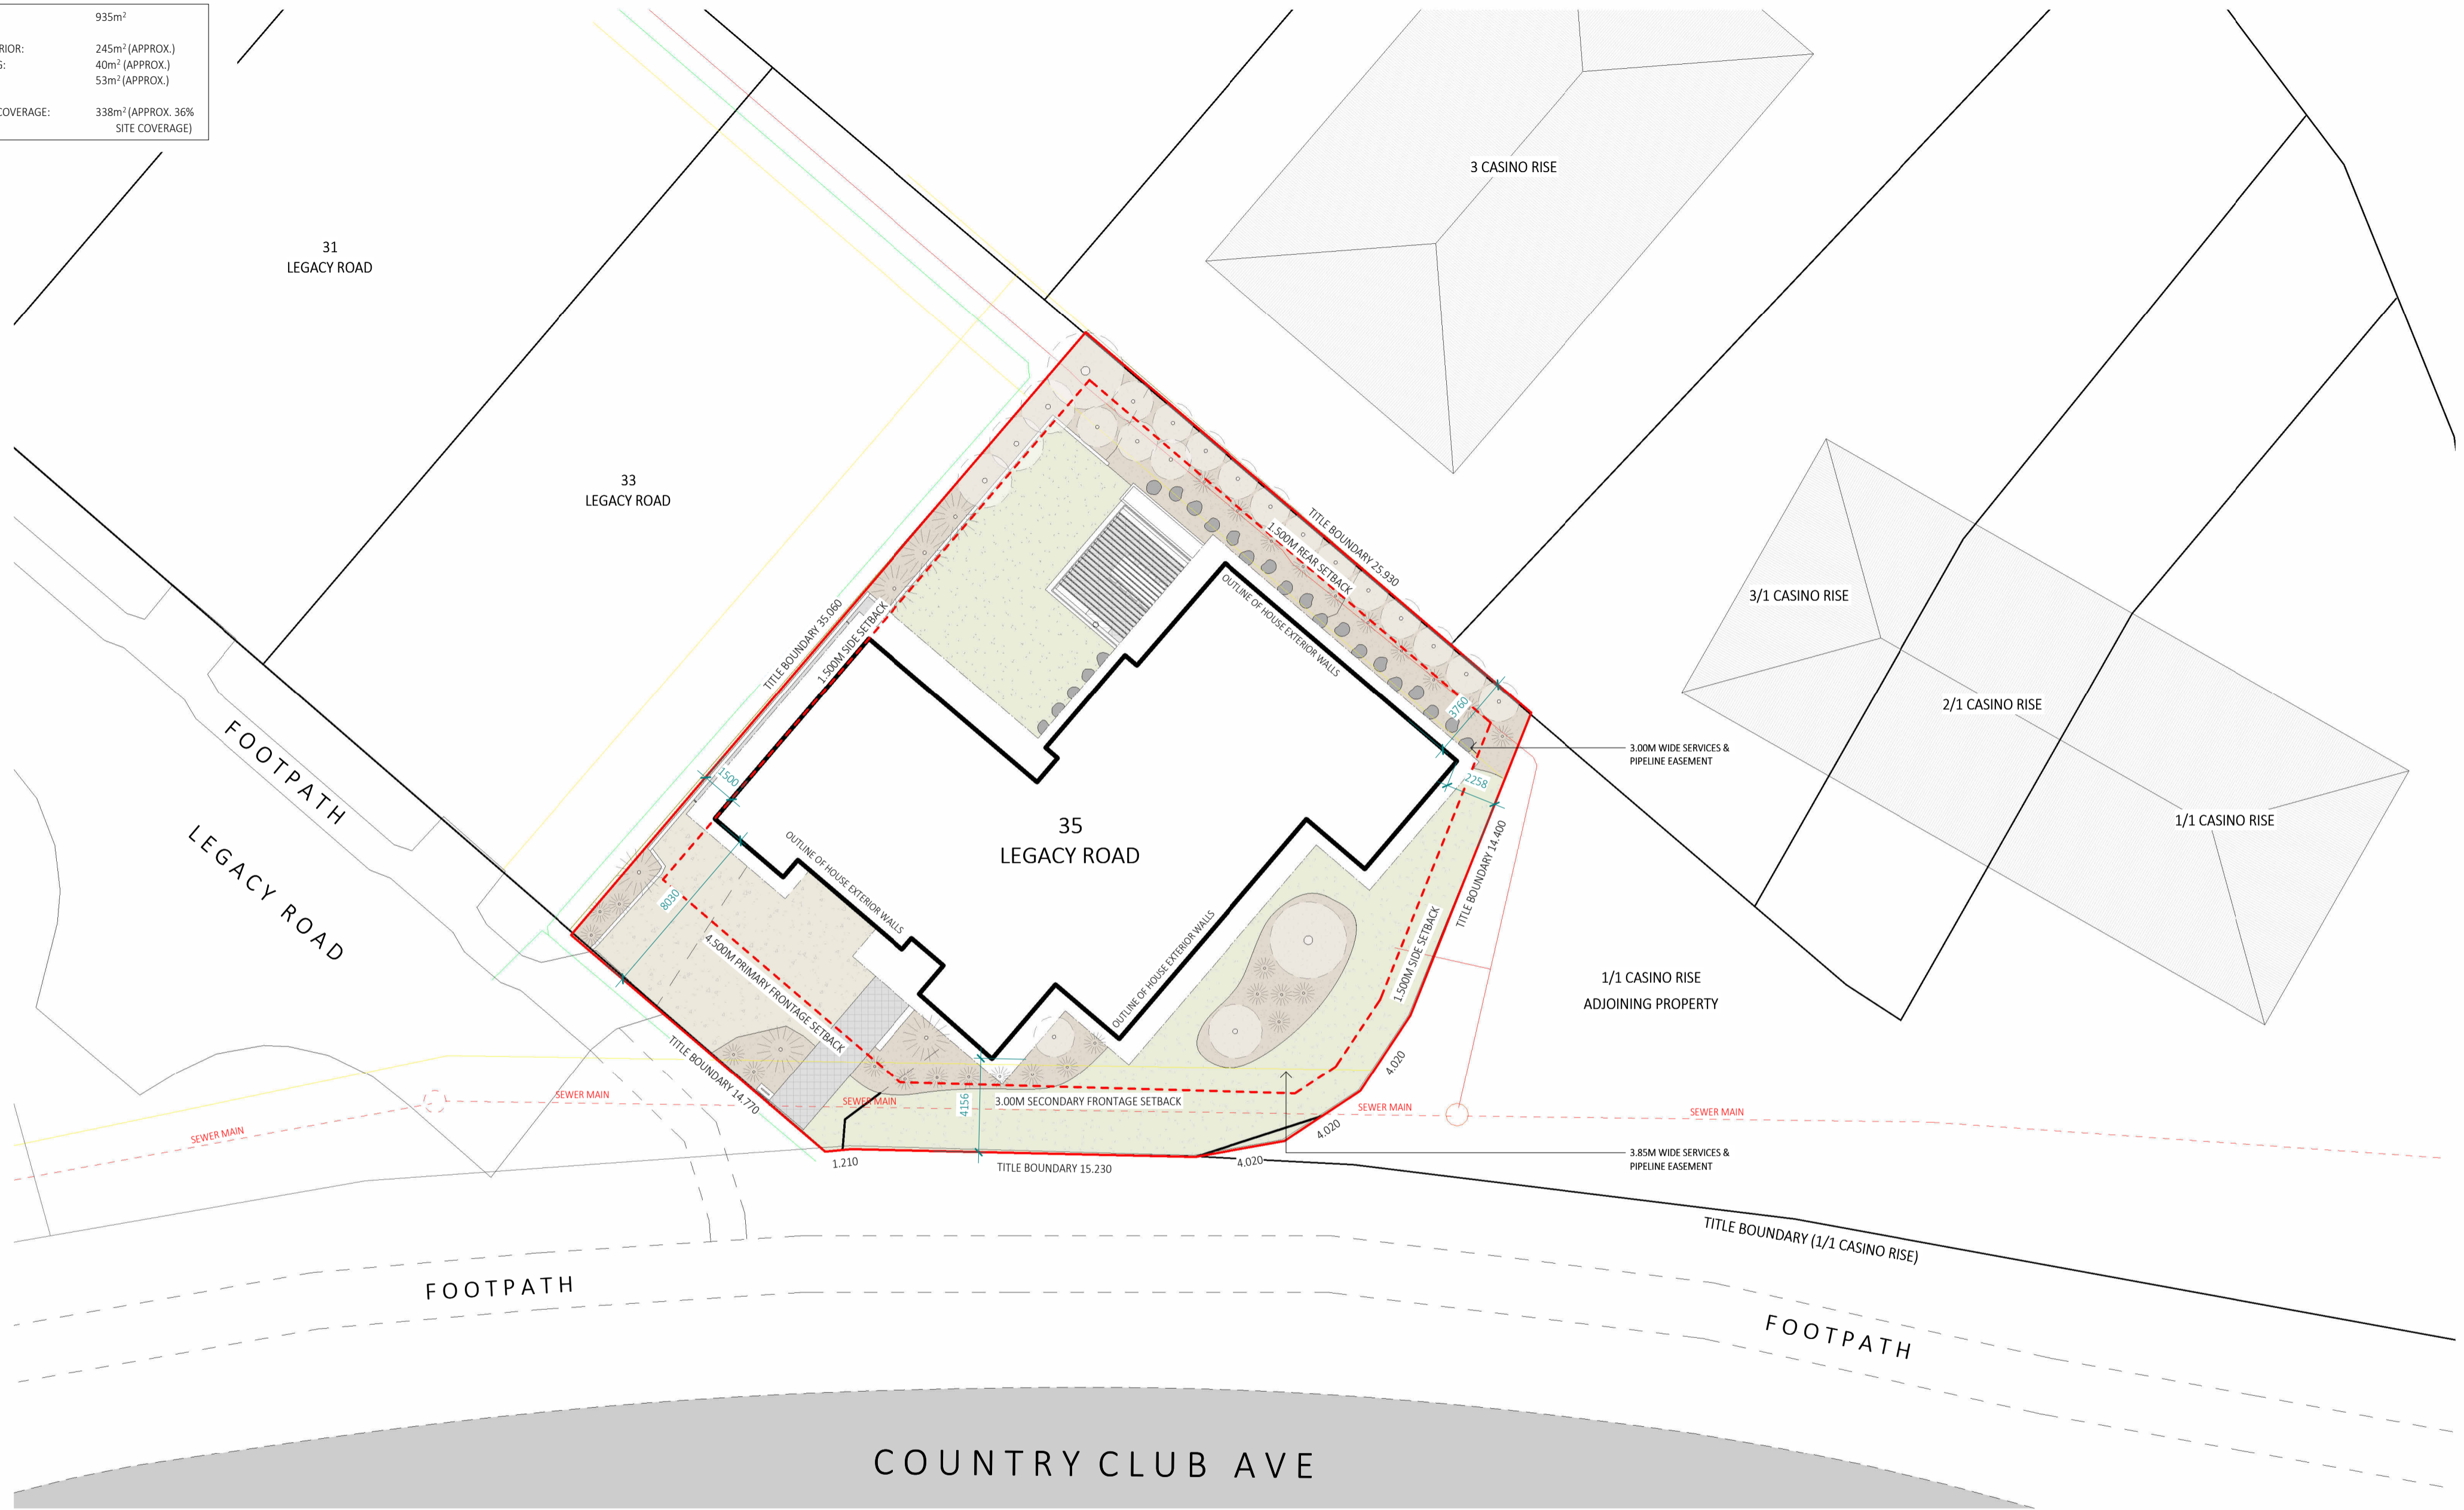 935m²
RIOR: 245m² (APPROX.)
G: 40m² (APPROX.)
53m² (APPROX.)
COVERAGE: 338m² (APPROX. 36%
SITE COVERAGE)
31
LEGACY ROAD
33
LEGACY ROAD
3 CASINO RISE
3/1 CASINO RISE
2/1 CASINO RISE
1/1 CASINO RISE
TITLE BOUNDARY 25.930
1.500M REAR SETBACK
OUTLINE OF HOUSE EXTERIOR WALLS
TITLE BOUNDARY 35.060
1.500M SIDE SETBACK
3760
3.00M WIDE SERVICES &
PIPELINE EASEMENT
2258
1500
35
LEGACY ROAD
OUTLINE OF HOUSE EXTERIOR WALLS
8030
4.500M PRIMARY FRONTAGE SETBACK
OUTLINE OF HOUSE EXTERIOR WALLS
TITLE BOUNDARY 14.400
1.500M SIDE SETBACK
1/1 CASINO RISE
ADJOINING PROPERTY
FOOTPATH
LEGACY ROAD
TITLE BOUNDARY 14.770
4156
3.00M SECONDARY FRONTAGE SETBACK
SEWER MAIN
SEWER MAIN
SEWER MAIN
SEWER MAIN
SEWER MAIN
4.020
4.020
4.020
1.210
TITLE BOUNDARY 15.230
3.85M WIDE SERVICES &
PIPELINE EASEMENT
TITLE BOUNDARY (1/1 CASINO RISE)
FOOTPATH
FOOTPATH
COUNTRY CLUB AVE